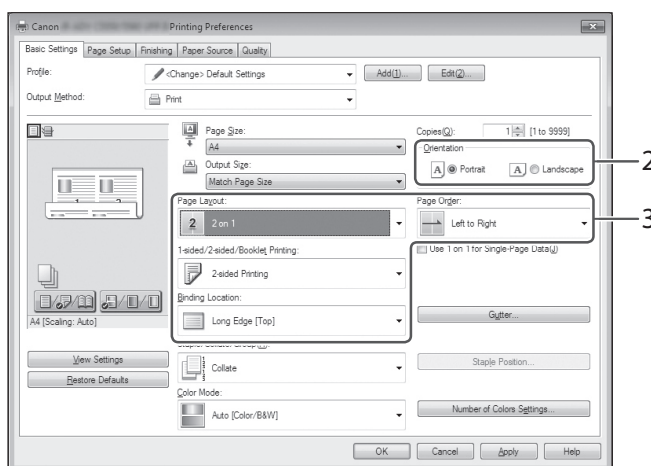 Canon Printing Preferences
Basic Settings Page Setup Finishing Paper Source Quality
Profile: <Change> Default Settings Add(1)... Edit(2)...
Output Method: Print
Page Size: Copies(Q): 1 [1 to 9999]
A4 Orientation
Output Size: A Portrait A Landscape 2
Match Page Size
Page Layout: Page Order:
2 2 on 1 Left to Right 3
1-sided/2-sided/Booklet Printing: Use 1 on 1 for Single-Page Data(J)
2-sided Printing
Binding Location:
Long Edge [Top] Gutter...
A4 [Scaling: Auto]
View Settings Collate Staple Position...
Restore Defaults
Color Mode:
Auto [Color/B&W] Number of Colors Settings...
OK Cancel Apply Help